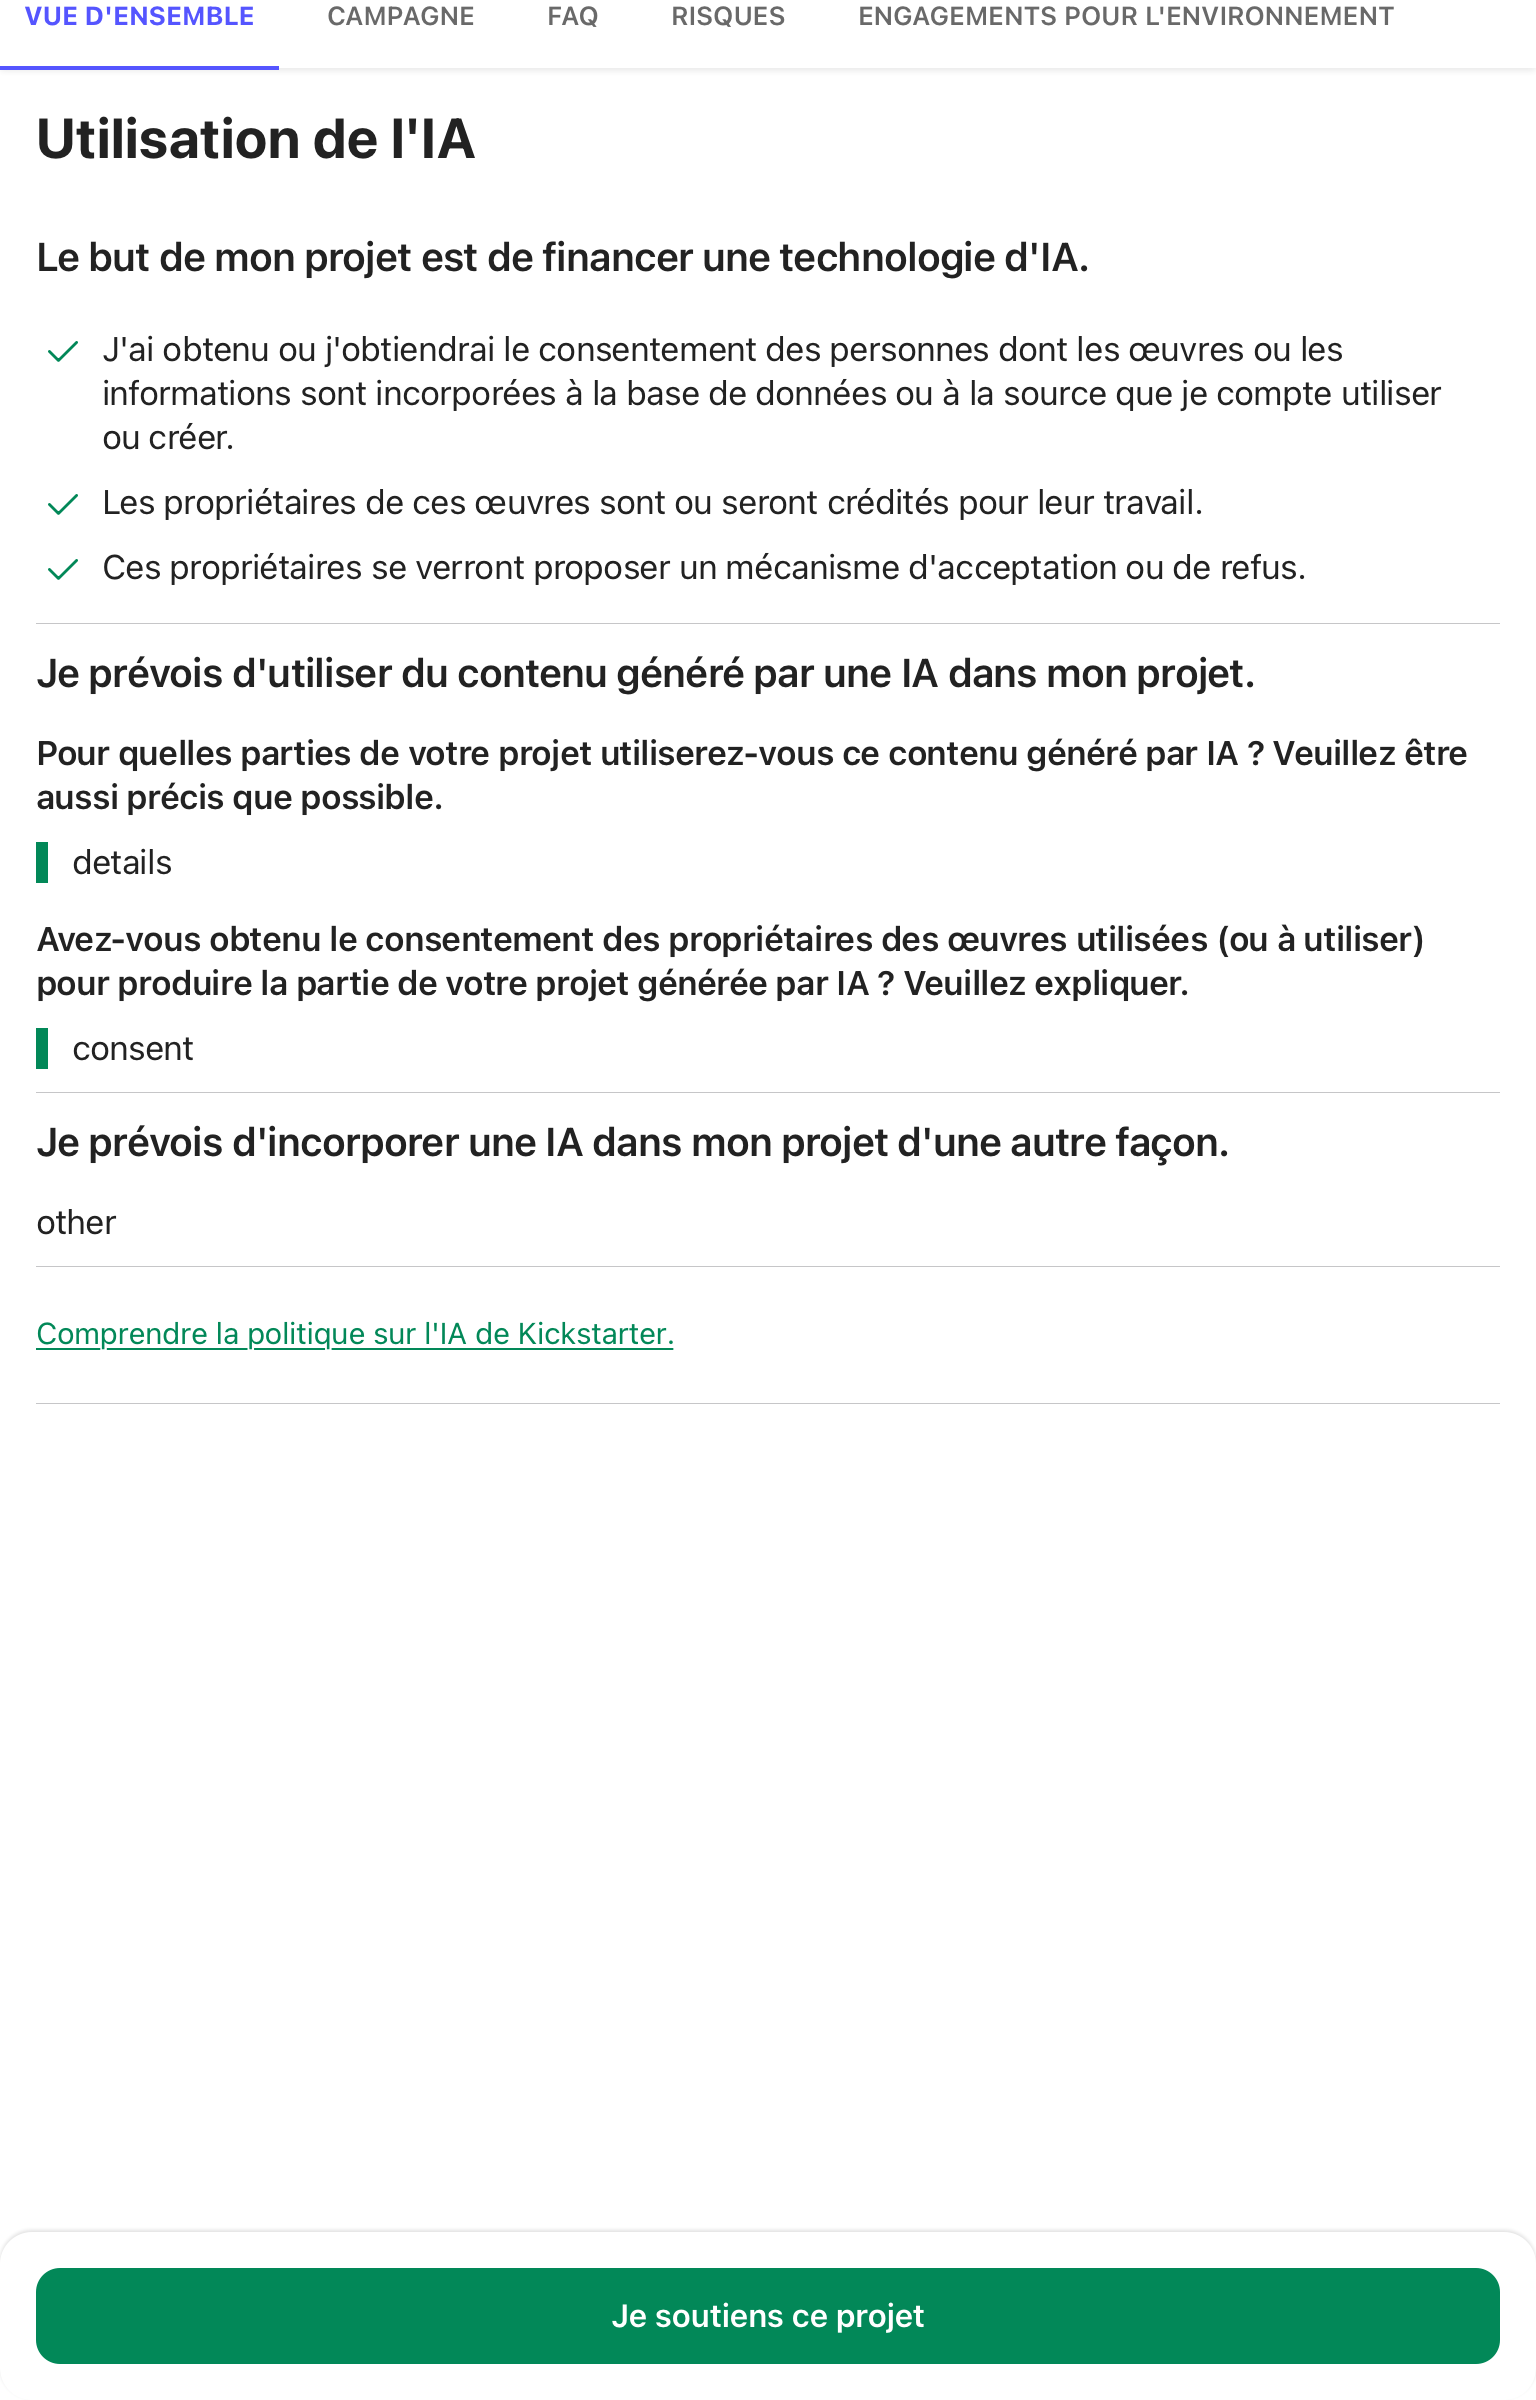 VUE D'ENSEMBLE CAMPAGNE FAQ RISQUES ENGAGEMENTS POUR L'ENVIRONNEMENT
Utilisation de l'IA
Le but de mon projet est de financer une technologie d'IA.
J'ai obtenu ou j'obtiendrai le consentement des personnes dont les œuvres ou les
informations sont incorporées à la base de données ou à la source que je compte utiliser
ou créer.
Les propriétaires de ces œuvres sont ou seront crédités pour leur travail.
Ces propriétaires se verront proposer un mécanisme d'acceptation ou de refus.
Je prévois d'utiliser du contenu généré par une IA dans mon projet.
Pour quelles parties de votre projet utiliserez-vous ce contenu généré par IA ? Veuillez être
aussi précis que possible.
details
Avez-vous obtenu le consentement des propriétaires des œuvres utilisées (ou à utiliser)
pour produire la partie de votre projet générée par IA ? Veuillez expliquer.
consent
Je prévois d'incorporer une IA dans mon projet d'une autre façon.
other
Comprendre la politique sur l'IA de Kickstarter.
Je soutiens ce projet